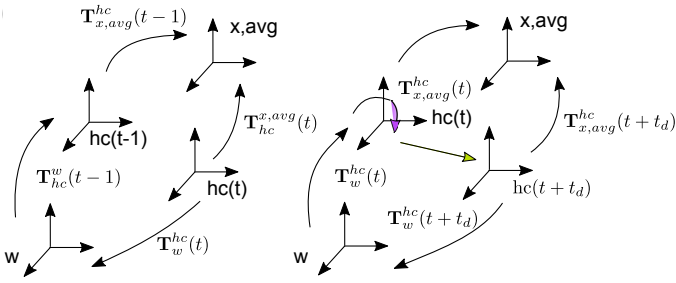 T^{hc}_{x,avg}(t − 1)
x,avg
hc(t-1)
T^{x,avg}_{hc}(t)
T^{w}_{hc}(t − 1)
hc(t)
T^{hc}_{w}(t)
w
x,avg
T^{hc}_{x,avg}(t)
hc(t)
T^{hc}_{x,avg}(t + t_d)
T^{hc}_{w}(t)
hc(t + t_d)
T^{hc}_{w}(t + t_d)
w